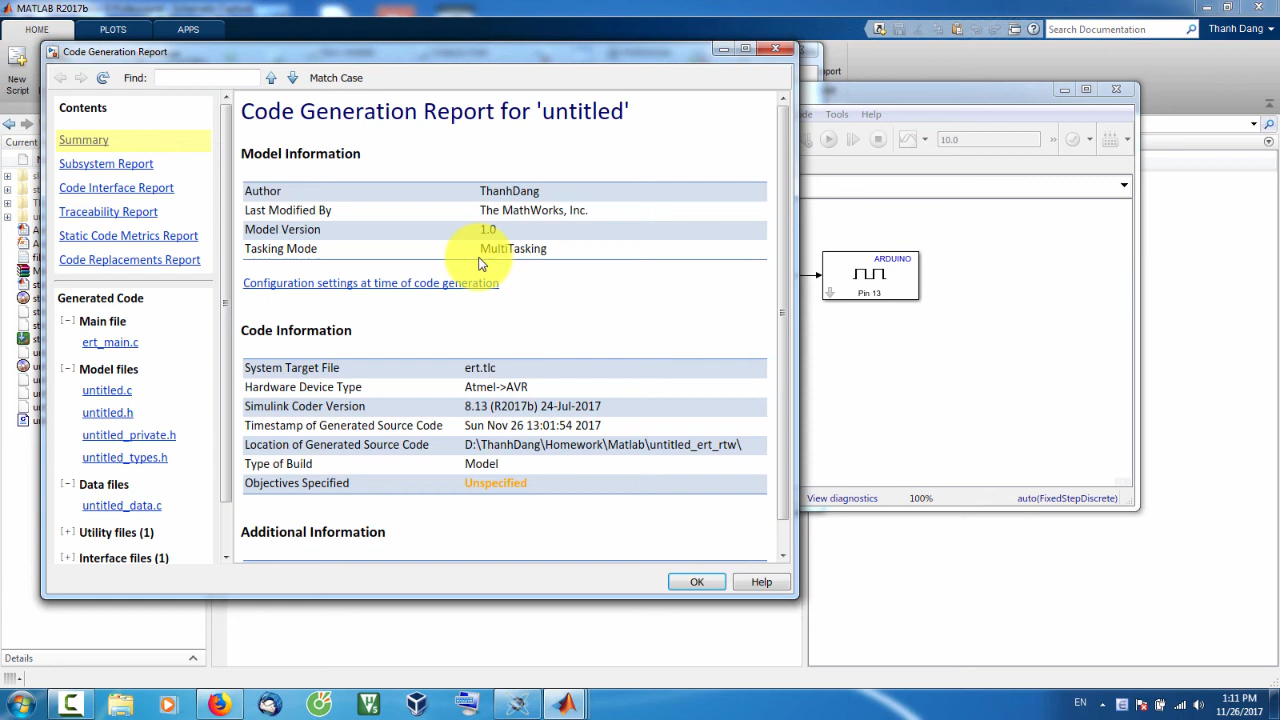 MATLAB R2017b
HOME
PLOTS
APPS
Search Documentation
Thanh Dang
New
Script
Code Generation Report
Find:
Match Case
Contents
Summary
Subsystem Report
Code Interface Report
Traceability Report
Static Code Metrics Report
Code Replacements Report
Generated Code
[-] Main file
ert_main.c
[-] Model files
untitled.c
untitled.h
untitled_private.h
untitled_types.h
[-] Data files
untitled_data.c
[+] Utility files (1)
[+] Interface files (1)
Code Generation Report for 'untitled'
Model Information
Author ThanhDang
Last Modified By The MathWorks, Inc.
Model Version 1.0
Tasking Mode MultiTasking
Configuration settings at time of code generation
Code Information
System Target File ert.tlc
Hardware Device Type Atmel->AVR
Simulink Coder Version 8.13 (R2017b) 24-Jul-2017
Timestamp of Generated Source Code Sun Nov 26 13:01:54 2017
Location of Generated Source Code D:\ThanhDang\Homework\Matlab\untitled_ert_rtw\
Type of Build Model
Objectives Specified Unspecified
Additional Information
OK
Help
Tools
Help
10.0
ARDUINO
Pin 13
View diagnostics
100%
auto(FixedStepDiscrete)
Details
EN
1:11 PM
11/26/2017